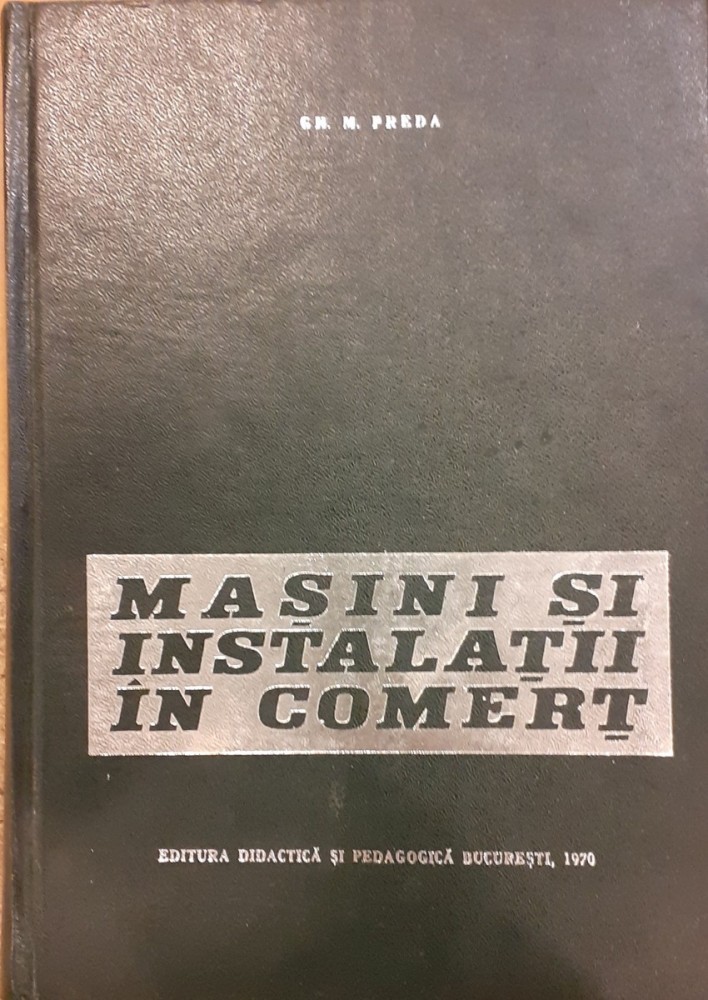 GH. M. PREDA
MAȘINI ȘI
INSTALAȚII
ÎN COMERȚ
EDITURA DIDACTICĂ ȘI PEDAGOGICĂ BUCUREȘTI, 1970